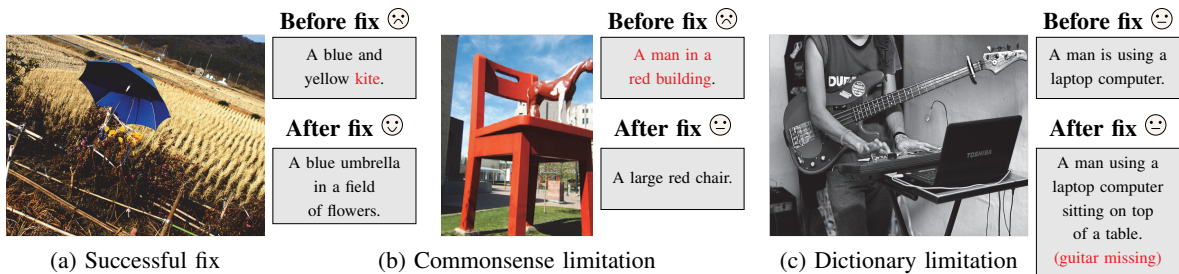 Before fix
A blue and
yellow kite.
After fix
A blue umbrella
in a field
of flowers.
(a) Successful fix
Before fix
A man in a
red building.
After fix
A large red chair.
(b) Commonsense limitation
TOSHIBA
Before fix
A man is using a
laptop computer.
After fix
A man using a
laptop computer
sitting on top
of a table.
(guitar missing)
(c) Dictionary limitation